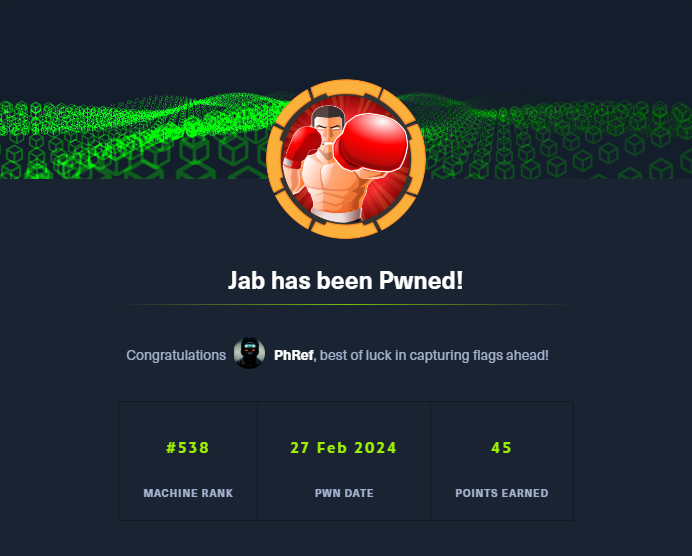 Jab has been Pwned!
Congratulations PhRef, best of luck in capturing flags ahead!
#538 27 Feb 2024 45
MACHINE RANK PWN DATE POINTS EARNED